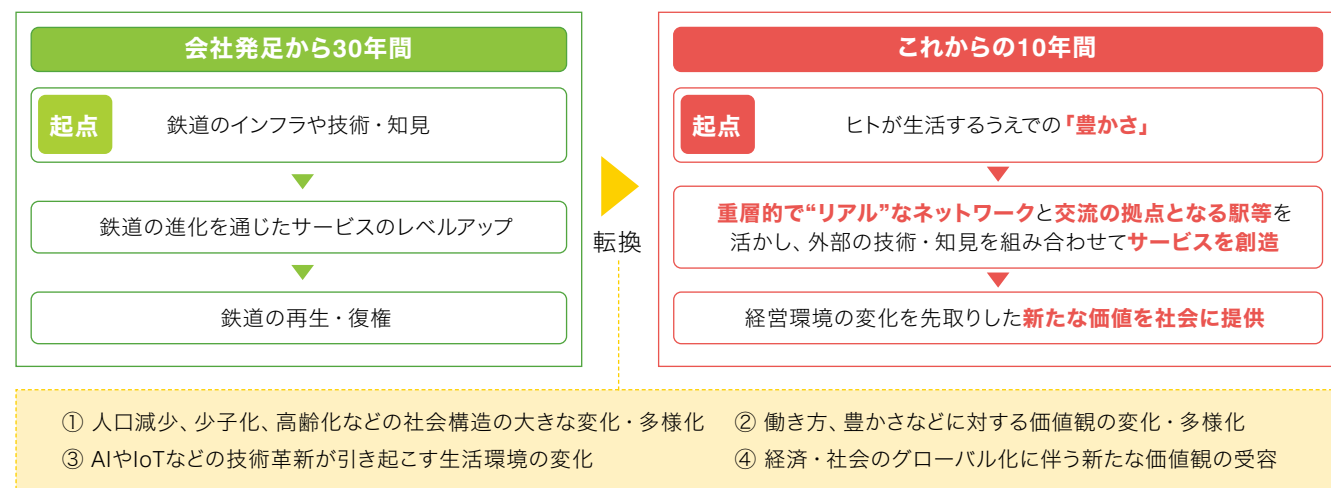 会社発足から30年間
起点
鉄道のインフラや技術・知見
鉄道の進化を通じたサービスのレベルアップ
鉄道の再生・復権
転換
これからの10年間
起点
ヒトが生活するうえでの「豊かさ」
重層的で“リアル”なネットワークと交流の拠点となる駅等を
活かし、外部の技術・知見を組み合わせてサービスを創造
経営環境の変化を先取りした新たな価値を社会に提供
① 人口減少、少子化、高齢化などの社会構造の大きな変化・多様化
② 働き方、豊かさなどに対する価値観の変化・多様化
③ AIやIoTなどの技術革新が引き起こす生活環境の変化
④ 経済・社会のグローバル化に伴う新たな価値観の受容